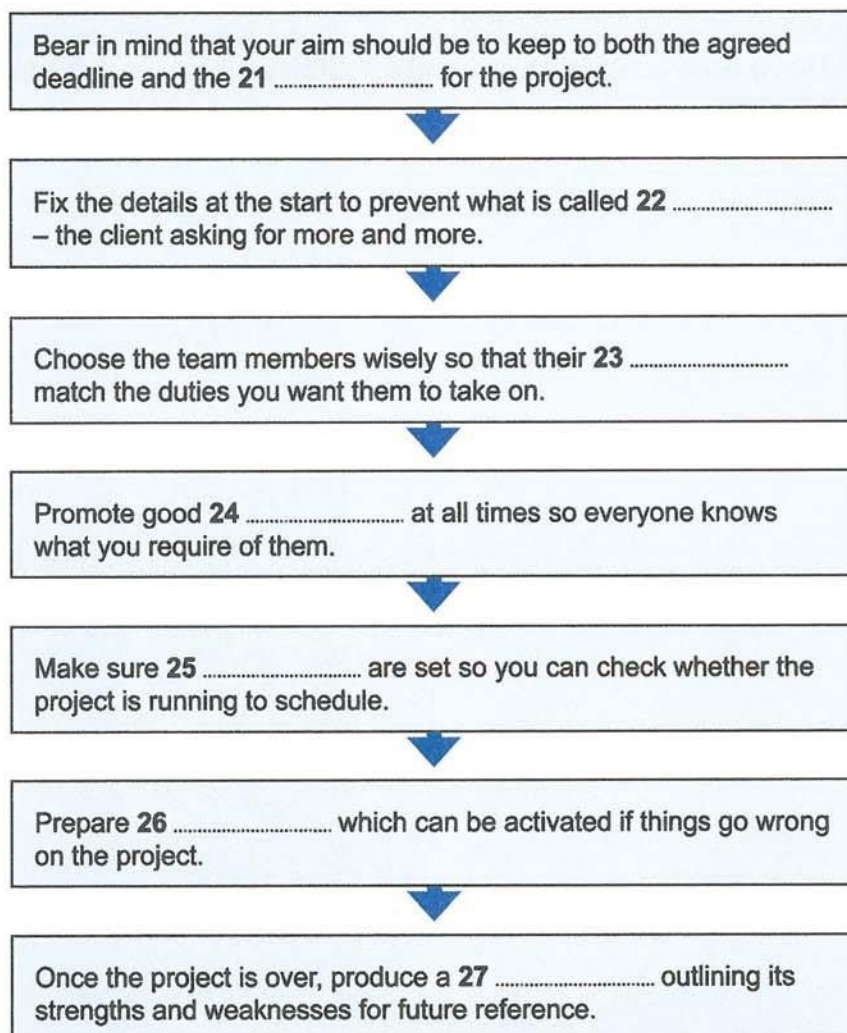 Bear in mind that your aim should be to keep to both the agreed
deadline and the 21 .................................. for the project.
Fix the details at the start to prevent what is called 22 ..................................
– the client asking for more and more.
Choose the team members wisely so that their 23 ..................................
match the duties you want them to take on.
Promote good 24 .................................. at all times so everyone knows
what you require of them.
Make sure 25 .................................. are set so you can check whether the
project is running to schedule.
Prepare 26 .................................. which can be activated if things go wrong
on the project.
Once the project is over, produce a 27 .................................. outlining its
strengths and weaknesses for future reference.